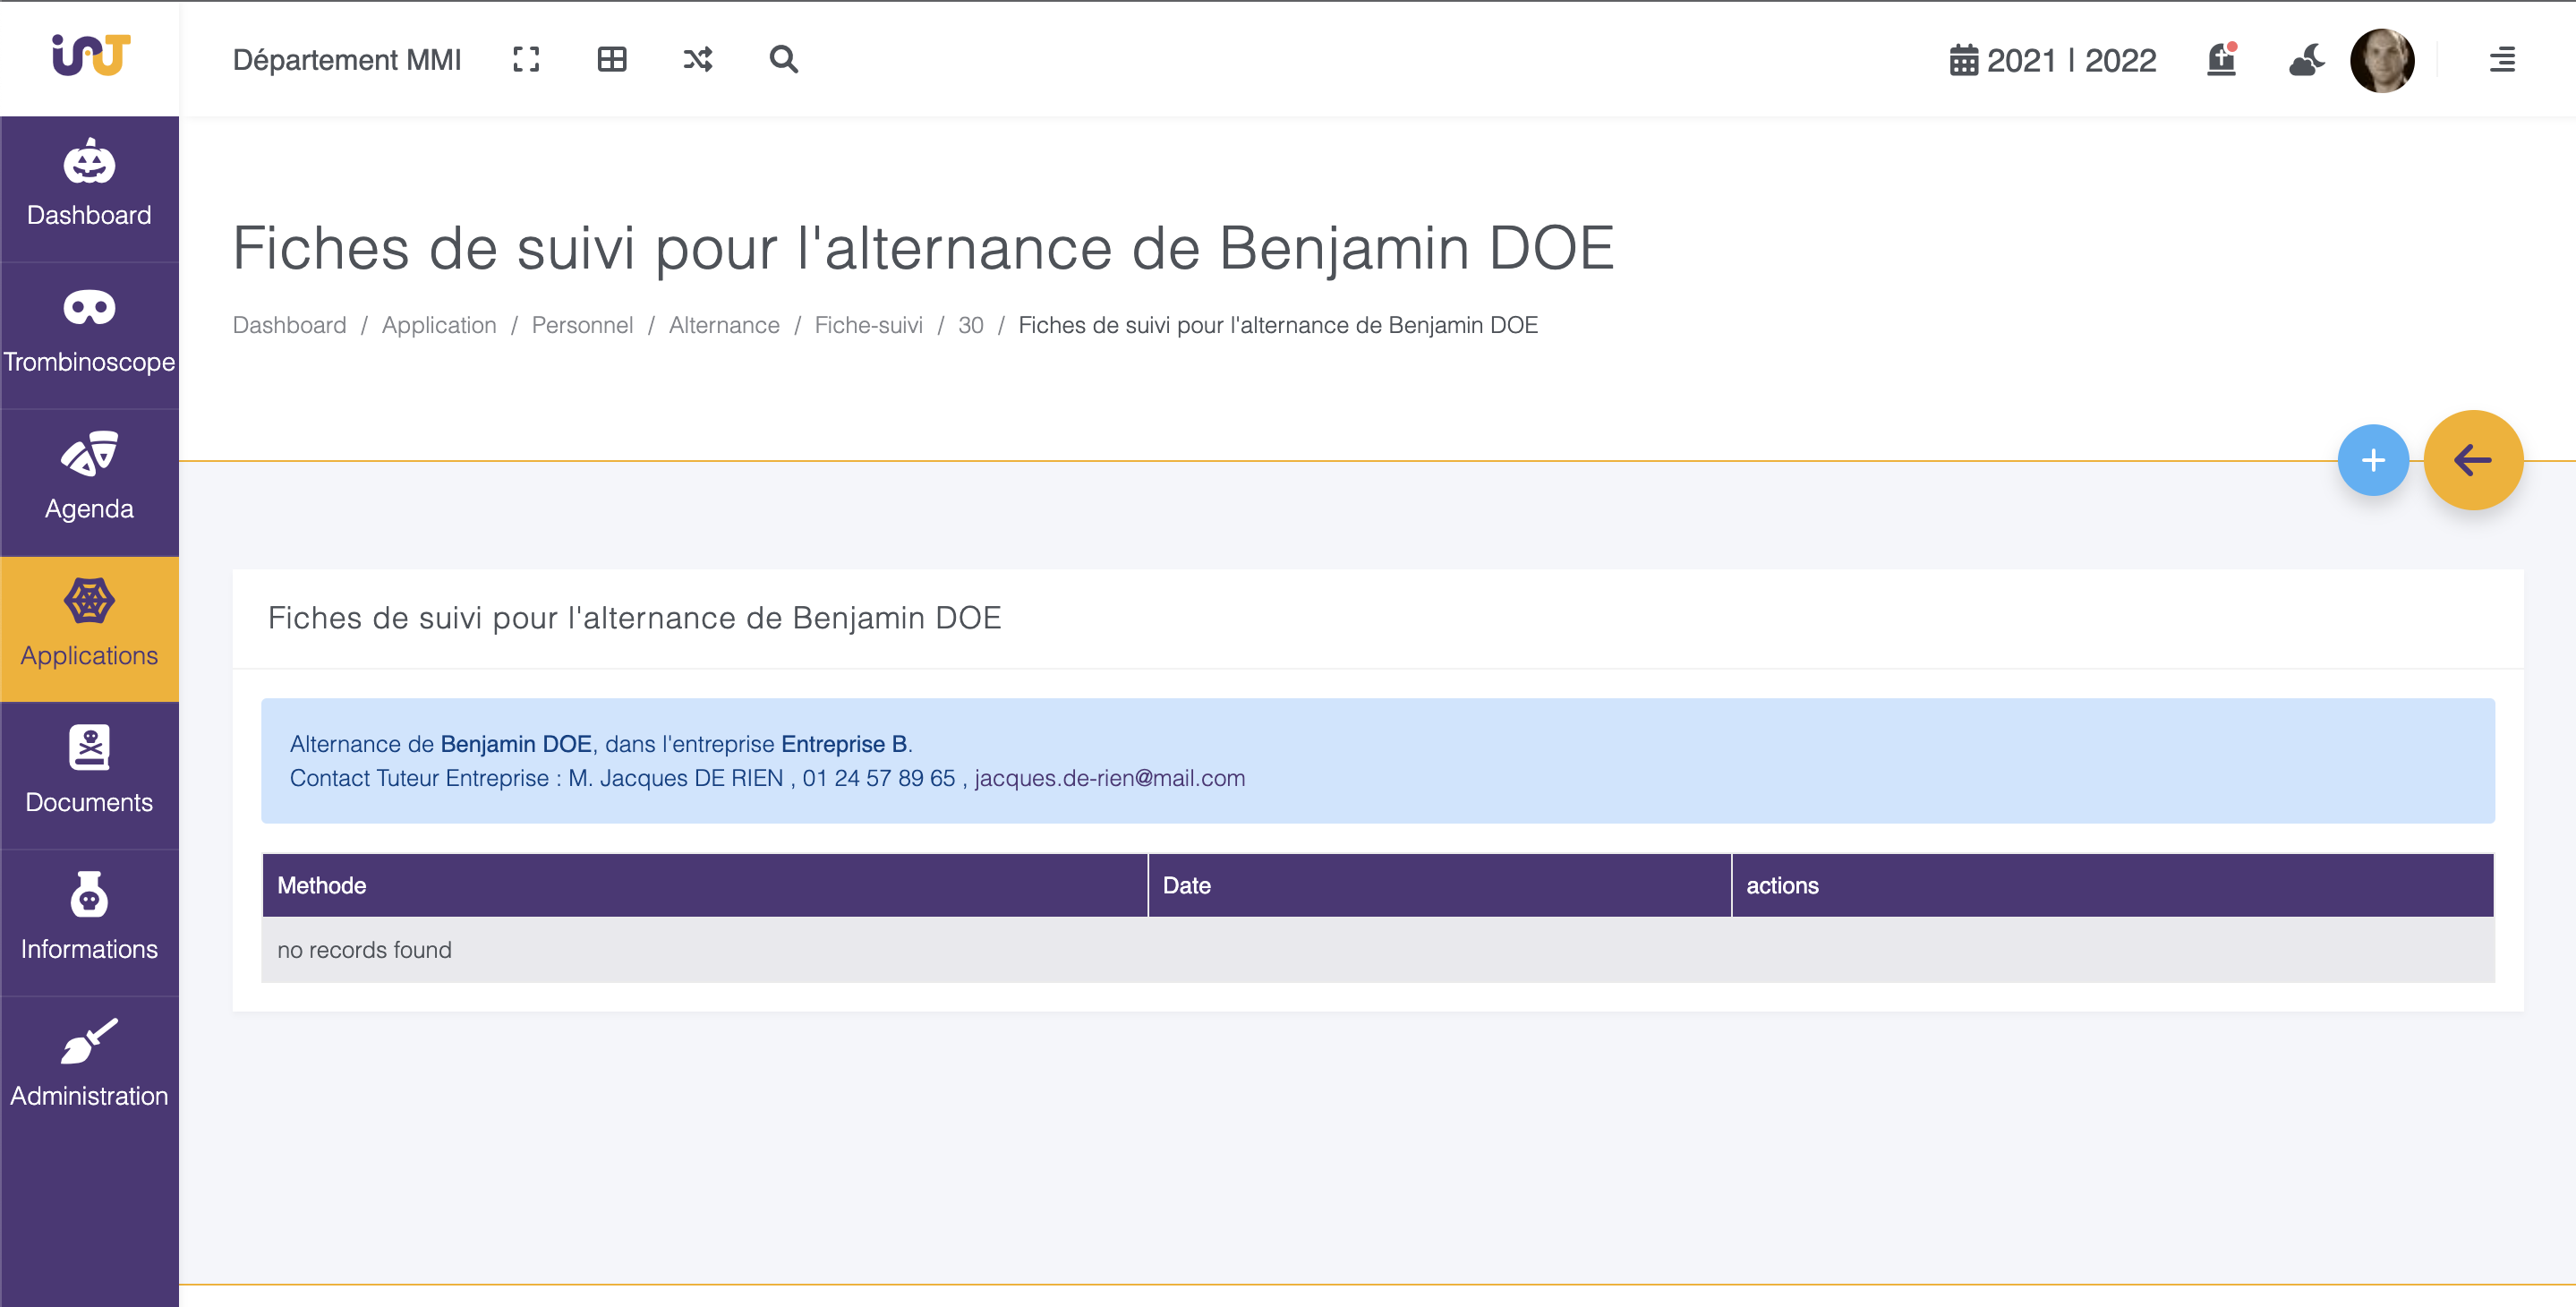 inT
Département MMI
2021 | 2022
Dashboard
Trombinoscope
Agenda
Applications
Documents
Informations
Administration
Fiches de suivi pour l'alternance de Benjamin DOE
Dashboard / Application / Personnel / Alternance / Fiche-suivi / 30 / Fiches de suivi pour l'alternance de Benjamin DOE
Fiches de suivi pour l'alternance de Benjamin DOE
Alternance de Benjamin DOE, dans l'entreprise Entreprise B.
Contact Tuteur Entreprise : M. Jacques DE RIEN , 01 24 57 89 65 , jacques.de-rien@mail.com
Methode Date actions
no records found